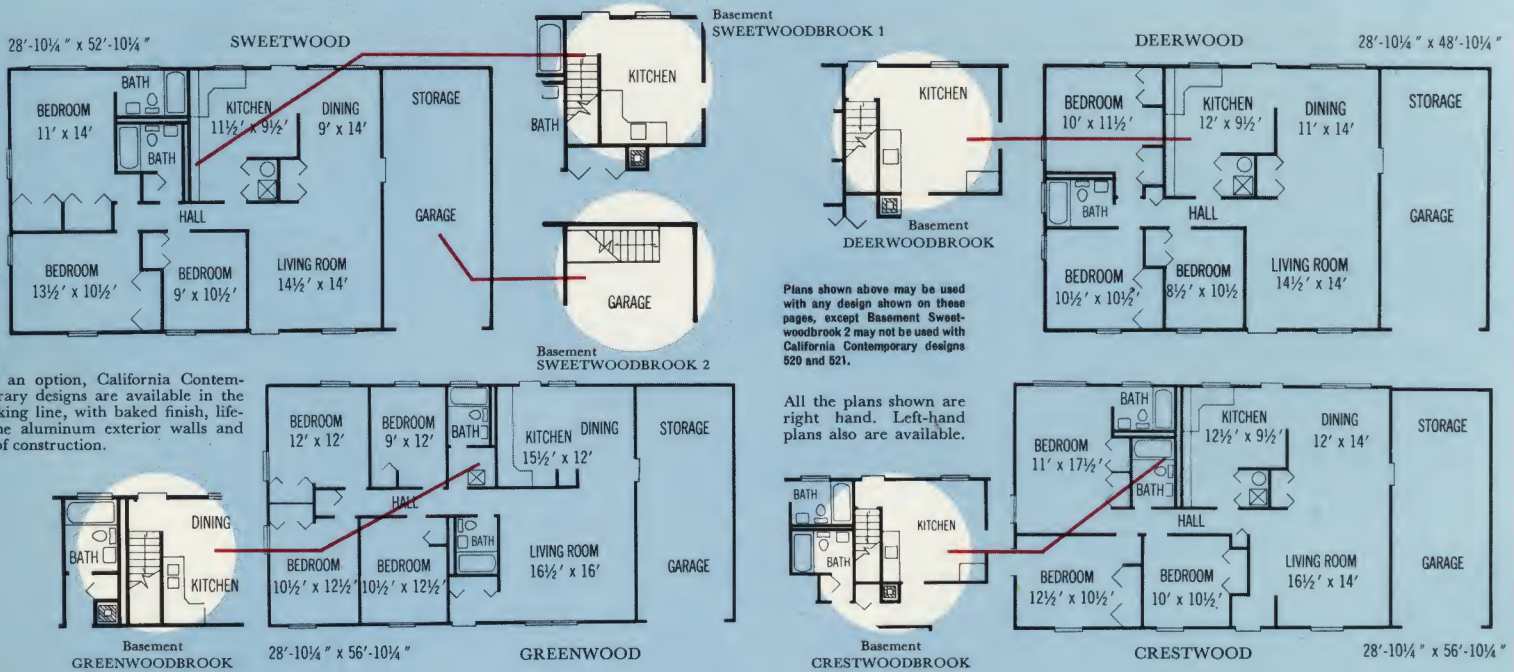 28'-10¼" x 52'-10¼"
SWEETWOOD
BATH
BEDROOM
11' x 14'
KITCHEN
11½' x 9½'
DINING
9' x 14'
STORAGE
BATH
HALL
GARAGE
BEDROOM
13½' x 10½'
BEDROOM
9' x 10½'
LIVING ROOM
14½' x 14'
Basement
SWEETWOODBROOK 1
KITCHEN
BATH
GARAGE
Basement
SWEETWOODBROOK 2
KITCHEN
Basement
DEERWOODBROOK
DEERWOOD
28'-10¼" x 48'-10¼"
BEDROOM
10' x 11½'
KITCHEN
12' x 9½'
DINING
11' x 14'
STORAGE
BATH
HALL
GARAGE
BEDROOM
10½' x 10½'
BEDROOM
8½' x 10½
LIVING ROOM
14½' x 14'
Plans shown above may be used
with any design shown on these
pages, except Basement Sweet-
woodbrook 2 may not be used with
California Contemporary designs
520 and 521.
All the plans shown are
right hand. Left-hand
plans also are available.
an option, California Contem-
rary designs are available in the
king line, with baked finish, life-
ne aluminum exterior walls and
of construction.
DINING
BATH
KITCHEN
Basement
GREENWOODBROOK
BEDROOM
12' x 12'
BEDROOM
9' x 12'
BATH
KITCHEN
DINING
15½' x 12'
STORAGE
HALL
BATH
BEDROOM
10½' x 12½'
BEDROOM
10½' x 12½'
LIVING ROOM
16½' x 16'
GARAGE
28'-10¼" x 56'-10¼"
GREENWOOD
BATH
KITCHEN
BATH
Basement
CRESTWOODBROOK
BATH
BEDROOM
11' x 17½'
KITCHEN
12½' x 9½'
DINING
12' x 14'
STORAGE
BATH
HALL
BEDROOM
12½' x 10½'
BEDROOM
10' x 10½'
LIVING ROOM
16½' x 14'
GARAGE
CRESTWOOD
28'-10¼" x 56'-10¼"